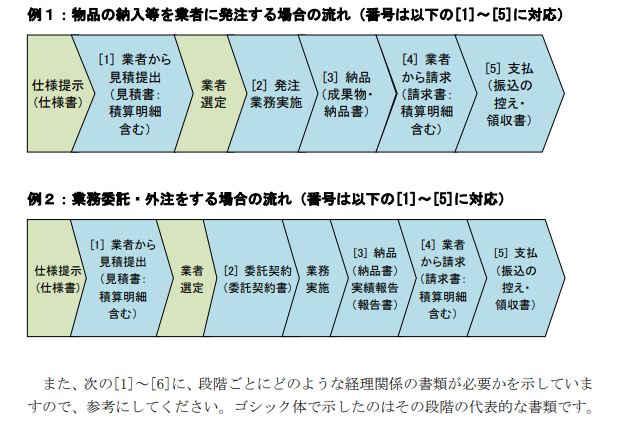 例１：物品の納入等を業者に発注する場合の流れ（番号は以下の[1]～[5]に対応）
仕様提示
（仕様書）
[1] 業者から
見積提出
（見積書：
積算明細
含む）
業者
選定
[2] 発注
業務実施
[3] 納品
（成果物・
納品書）
[4] 業者
から請求
（請求書：
積算明細
含む）
[5] 支払
（振込の
控え・
領収書）
例２：業務委託・外注をする場合の流れ（番号は以下の[1]～[5]に対応）
仕様提示
（仕様書）
[1] 業者から
見積提出
（見積書：
積算明細
含む）
業者
選定
[2] 委託契約
（委託契約書）
業務
実施
[3] 納品
（納品書）
実績報告
（報告書）
[4] 業者
から請求
（請求書：
積算明細
含む）
[5] 支払
（振込の
控え・
領収書）
また、次の[1]～[6]に、段階ごとにどのような経理関係の書類が必要かを示していま
すので、参考にしてください。ゴシック体で示したのはその段階の代表的な書類です。